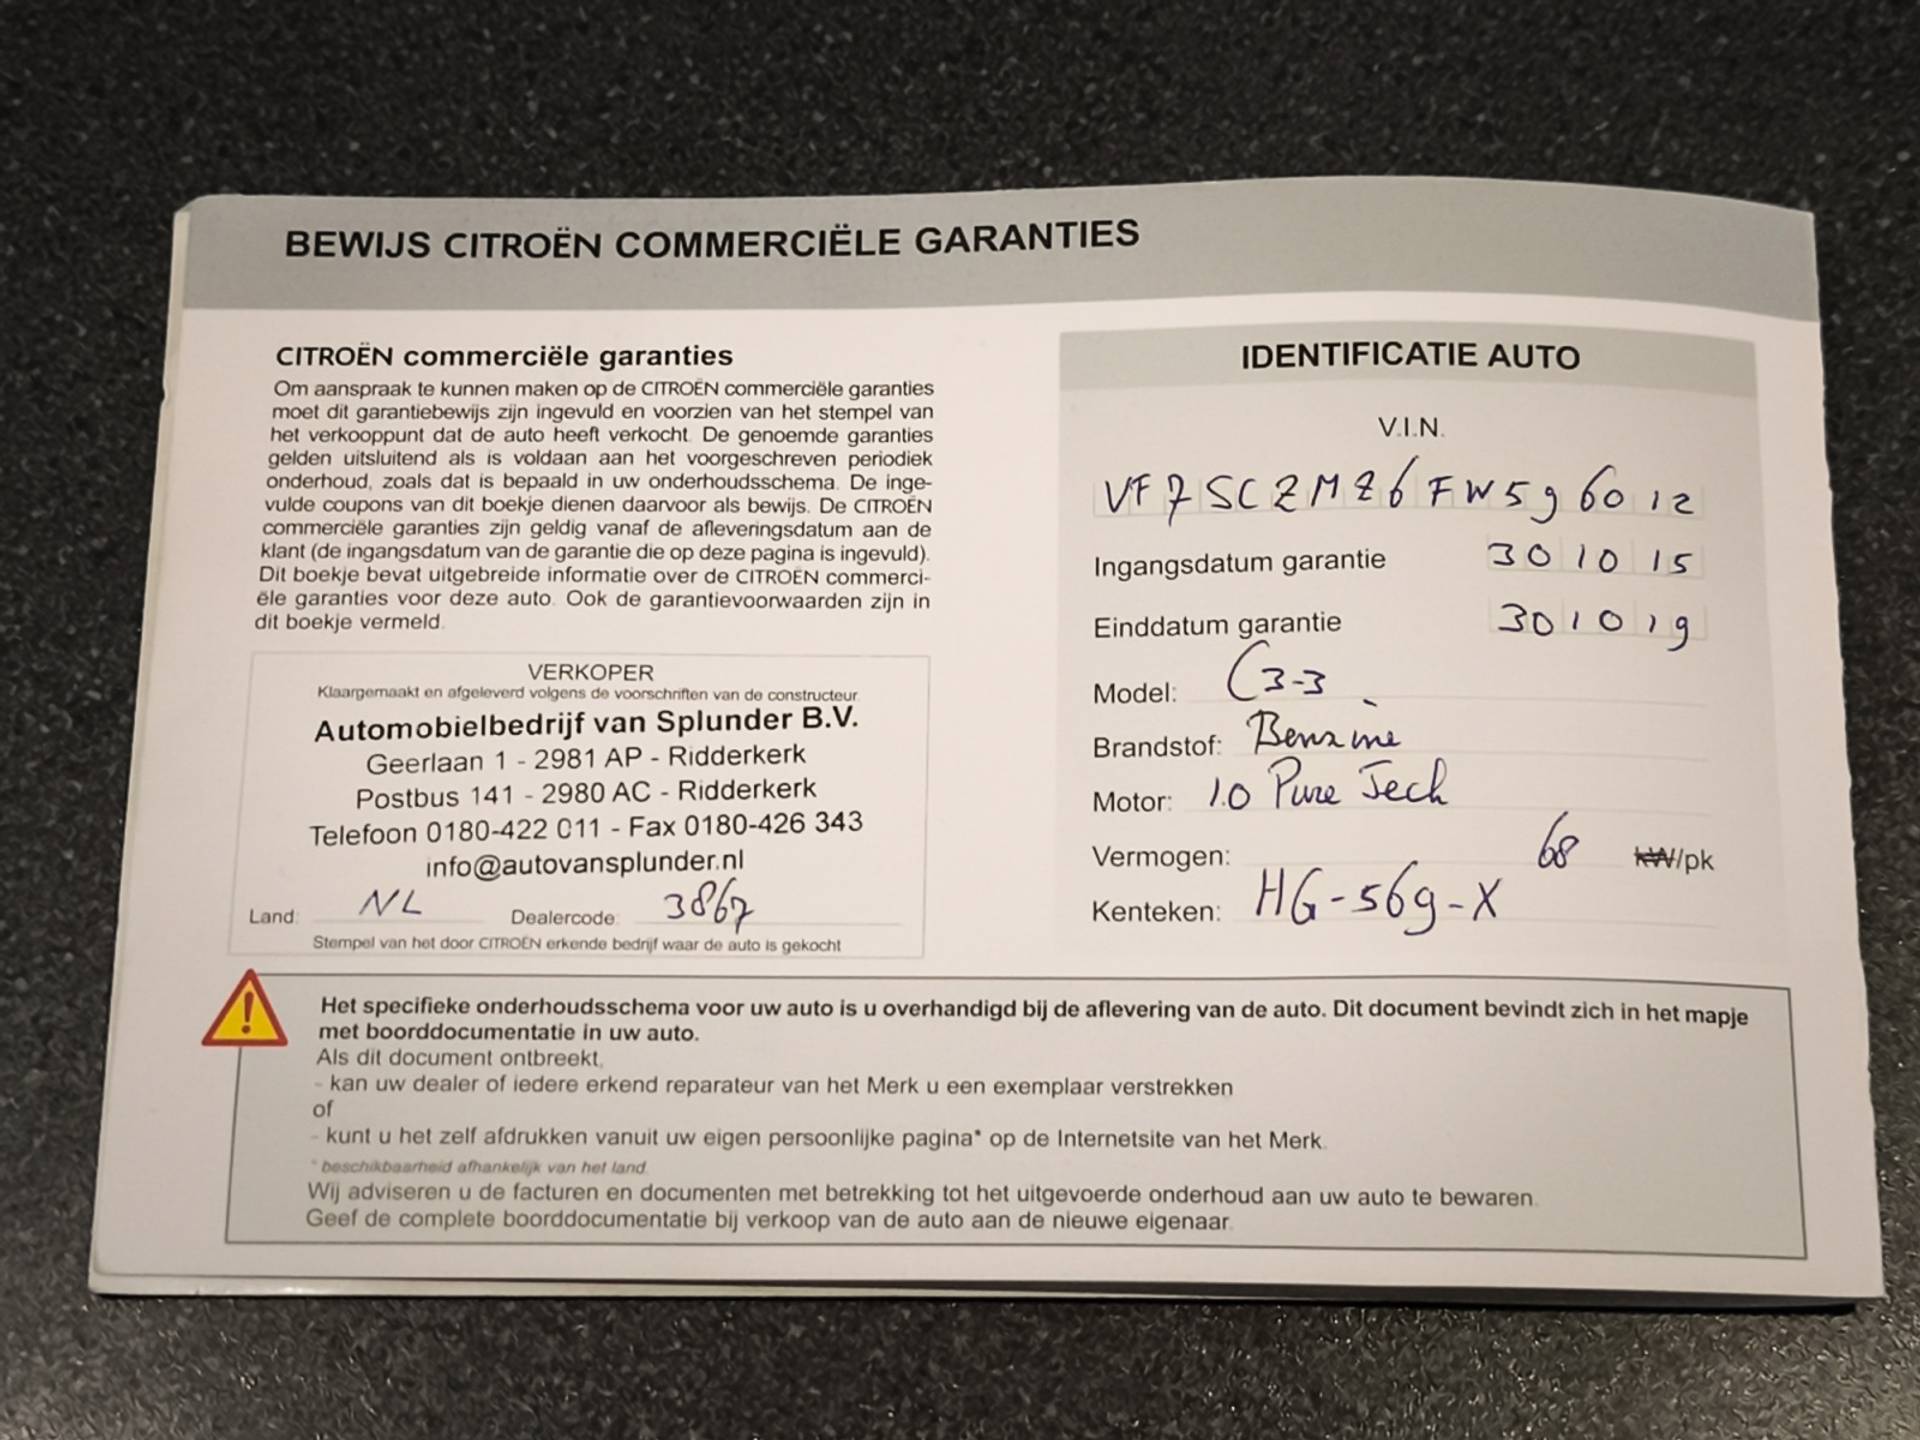 BEWIJS CITROËN COMMERCIËLE GARANTIES
CITROËN commerciële garanties
Om aanspraak te kunnen maken op de CITROËN commerciële garanties
moet dit garantiebewijs zijn ingevuld en voorzien van het stempel van
het verkooppunt dat de auto heeft verkocht. De genoemde garanties
gelden uitsluitend als is voldaan aan het voorgeschreven periodiek
onderhoud, zoals dat is bepaald in uw onderhoudsschema. De inge-
vulde coupons van dit boekje dienen daarvoor als bewijs. De CITROËN
commerciële garanties zijn geldig vanaf de afleveringsdatum aan de
klant (de ingangsdatum van de garantie die op deze pagina is ingevuld).
Dit boekje bevat uitgebreide informatie over de CITROËN commerci-
ële garanties voor deze auto. Ook de garantievoorwaarden zijn in
dit boekje vermeld.
VERKOPER
Klaargemaakt en afgeleverd volgens de voorschriften van de constructeur
Automobielbedrijf van Splunder B.V.
Geerlaan 1 - 2981 AP - Ridderkerk
Postbus 141 - 2980 AC - Ridderkerk
Telefoon 0180-422 011 - Fax 0180-426 343
info@autovansplunder.nl
Land: NL Dealercode: 3867
Stempel van het door CITROËN erkende bedrijf waar de auto is gekocht
IDENTIFICATIE AUTO
V.I.N.
VF7SCZMZ6FW596012
Ingangsdatum garantie 30 10 15
Einddatum garantie 30 10 19
Model: C3-3
Brandstof: Benzine
Motor: 1.0 Pure Tech
Vermogen: 68 kW/pk
Kenteken: HG-569-X
Het specifieke onderhoudsschema voor uw auto is u overhandigd bij de aflevering van de auto. Dit document bevindt zich in het mapje
met boorddocumentatie in uw auto.
Als dit document ontbreekt,
- kan uw dealer of iedere erkend reparateur van het Merk u een exemplaar verstrekken
of
- kunt u het zelf afdrukken vanuit uw eigen persoonlijke pagina* op de Internetsite van het Merk.
* beschikbaarheid afhankelijk van het land.
Wij adviseren u de facturen en documenten met betrekking tot het uitgevoerde onderhoud aan uw auto te bewaren.
Geef de complete boorddocumentatie bij verkoop van de auto aan de nieuwe eigenaar.